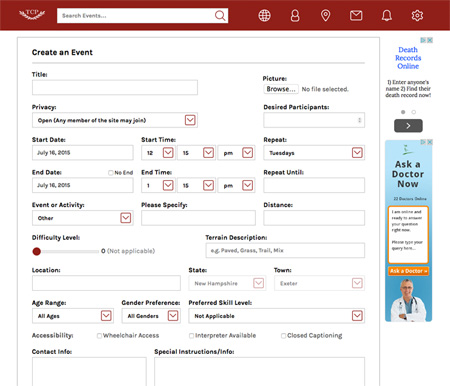 TCP
Search Events...
Create an Event
Title:
Picture:
Browse... No file selected.
Privacy:
Desired Participants:
Open (Any member of the site may join)
Start Date:
Start Time:
Repeat:
July 16, 2015
12 15 pm
Tuesdays
End Date:
No End
End Time:
Repeat Until:
July 16, 2015
1 15 pm
Event or Activity:
Please Specify:
Distance:
Other
Difficulty Level:
Terrain Description:
0 (Not applicable)
e.g. Paved, Grass, Trail, Mix
Location:
State:
Town:
New Hampshire
Exeter
Age Range:
Gender Preference:
Preferred Skill Level:
All Ages
All Genders
Not Applicable
Accessibility:
Wheelchair Access
Interpreter Available
Closed Captioning
Contact Info:
Special Instructions/Info:
Death
Records
Online
1) Enter anyone's
name 2) Find their
death record now!
Ask a
Doctor
Now
22 Doctors Online
I am online and
ready to answer
your question
right now.
Please type your
query here...
Ask a Doctor